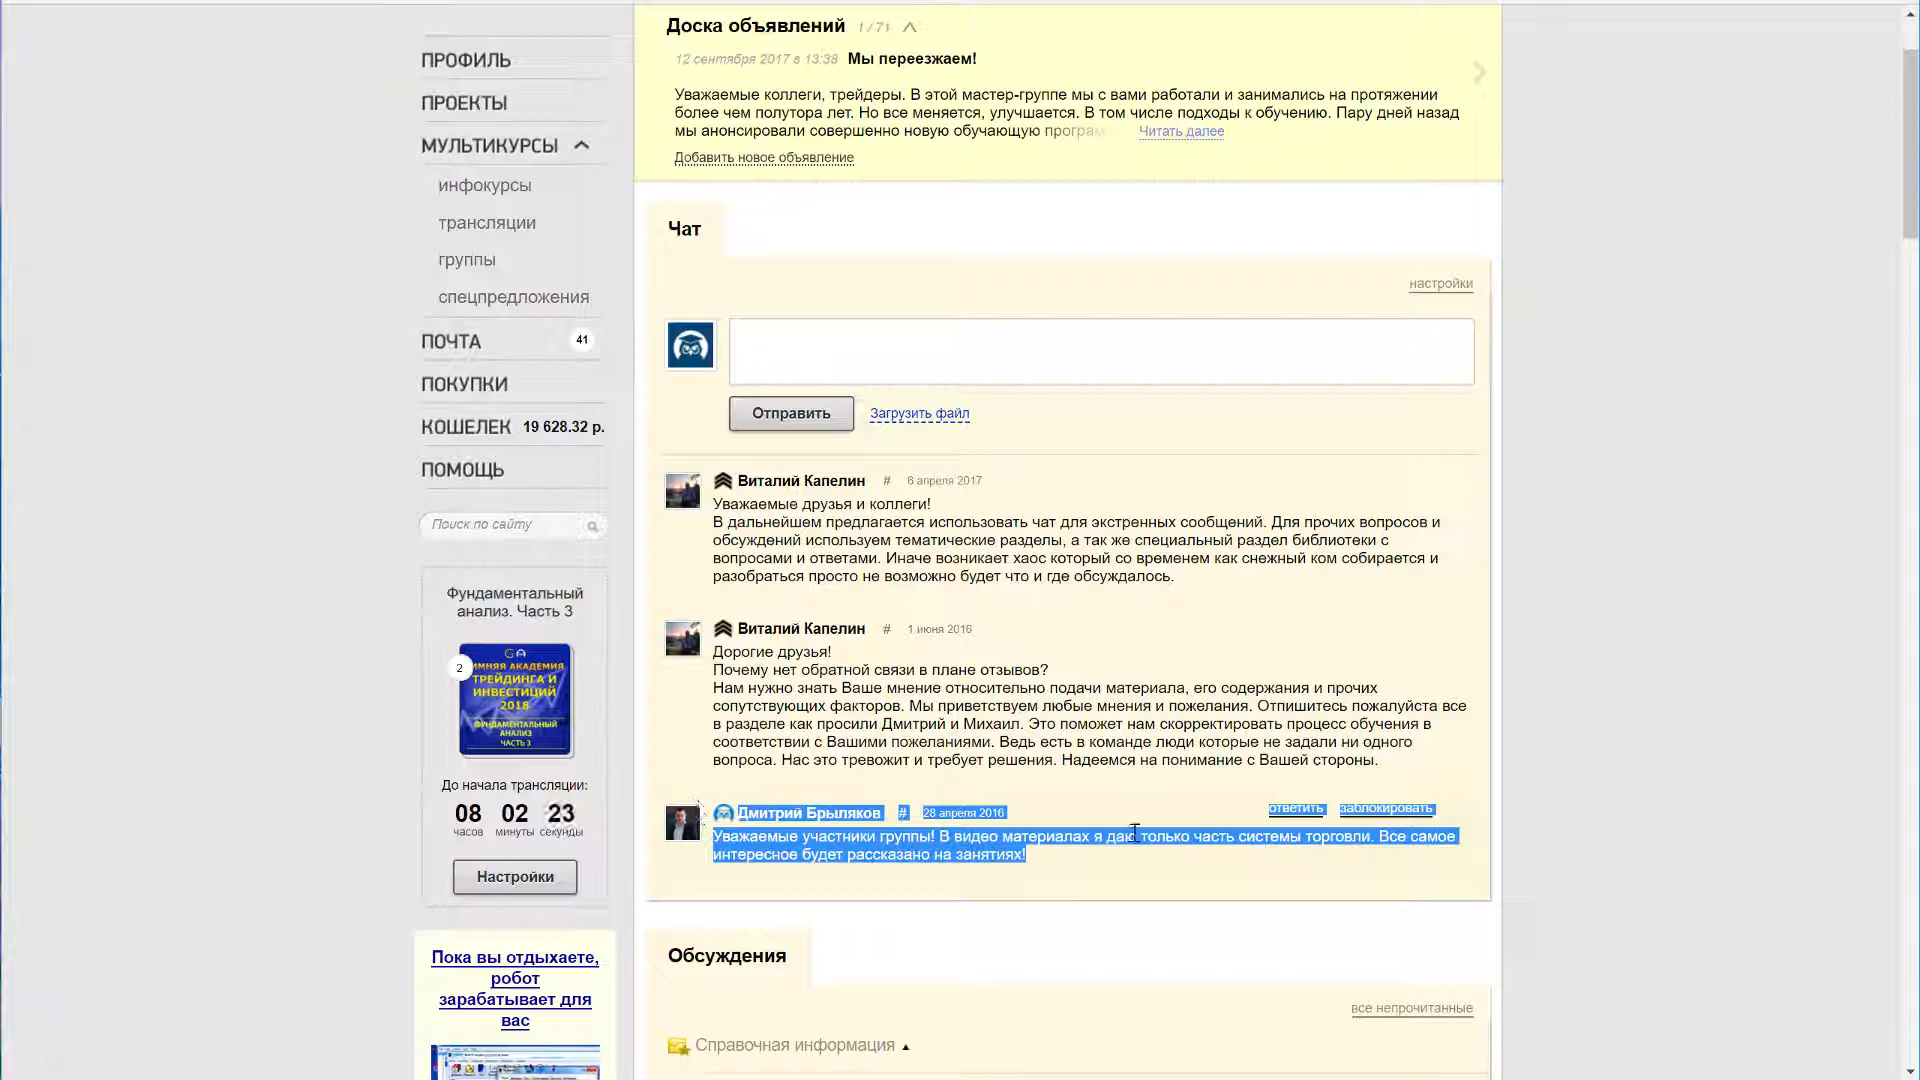 ПРОФИЛЬ
ПРОЕКТЫ
МУЛЬТИКУРСЫ
инфокурсы
трансляции
группы
спецпредложения
ПОЧТА 41
ПОКУПКИ
КОШЕЛЕК 19 628.32 р.
ПОМОЩЬ
Поиск по сайту
Фундаментальный
анализ. Часть 3
2
ИМНЯЯ АКАДЕМИЯ
ТРЕЙДИНГА И
ИНВЕСТИЦИЙ
2018
ФУНДАМЕНТАЛЬНЫЙ
АНАЛИЗ
ЧАСТЬ 3
До начала трансляции:
08 02 23
часов минуты секунды
Настройки
Пока вы отдыхаете,
робот
зарабатывает для
вас
Доска объявлений 1 / 71
12 сентября 2017 в 13:38 Мы переезжаем!
Уважаемые коллеги, трейдеры. В этой мастер-группе мы с вами работали и занимались на протяжении
более чем полутора лет. Но все меняется, улучшается. В том числе подходы к обучению. Пару дней назад
мы анонсировали совершенно новую обучающую програм Читать далее
Добавить новое объявление
Чат
настройки
Отправить Загрузить файл
Виталий Капелин # 6 апреля 2017
Уважаемые друзья и коллеги!
В дальнейшем предлагается использовать чат для экстренных сообщений. Для прочих вопросов и
обсуждений используем тематические разделы, а так же специальный раздел библиотеки с
вопросами и ответами. Иначе возникает хаос который со временем как снежный ком собирается и
разобраться просто не возможно будет что и где обсуждалось.
Виталий Капелин # 1 июня 2016
Дорогие друзья!
Почему нет обратной связи в плане отзывов?
Нам нужно знать Ваше мнение относительно подачи материала, его содержания и прочих
сопутствующих факторов. Мы приветствуем любые мнения и пожелания. Отпишитесь пожалуйста все
в разделе как просили Дмитрий и Михаил. Это поможет нам скорректировать процесс обучения в
соответствии с Вашими пожеланиями. Ведь есть в команде люди которые не задали ни одного
вопроса. Нас это тревожит и требует решения. Надеемся на понимание с Вашей стороны.
Дмитрий Брыляков # 28 апреля 2016 ответить заблокировать
Уважаемые участники группы! В видео материалах я даю только часть системы торговли. Все самое
интересное будет рассказано на занятиях!
Обсуждения
все непрочитанные
Справочная информация